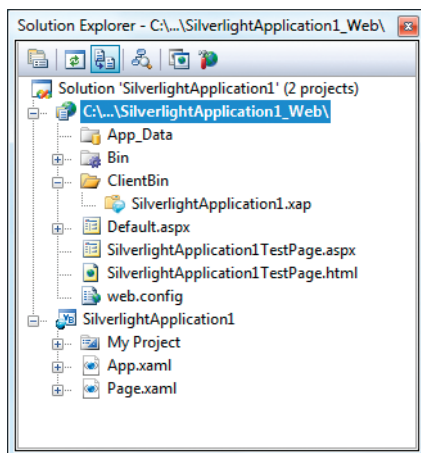 Solution Explorer - C:\...\SilverlightApplication1_Web\
Solution 'SilverlightApplication1' (2 projects)
C:\...\SilverlightApplication1_Web\
App_Data
Bin
ClientBin
SilverlightApplication1.xap
Default.aspx
SilverlightApplication1TestPage.aspx
SilverlightApplication1TestPage.html
web.config
SilverlightApplication1
My Project
App.xaml
Page.xaml